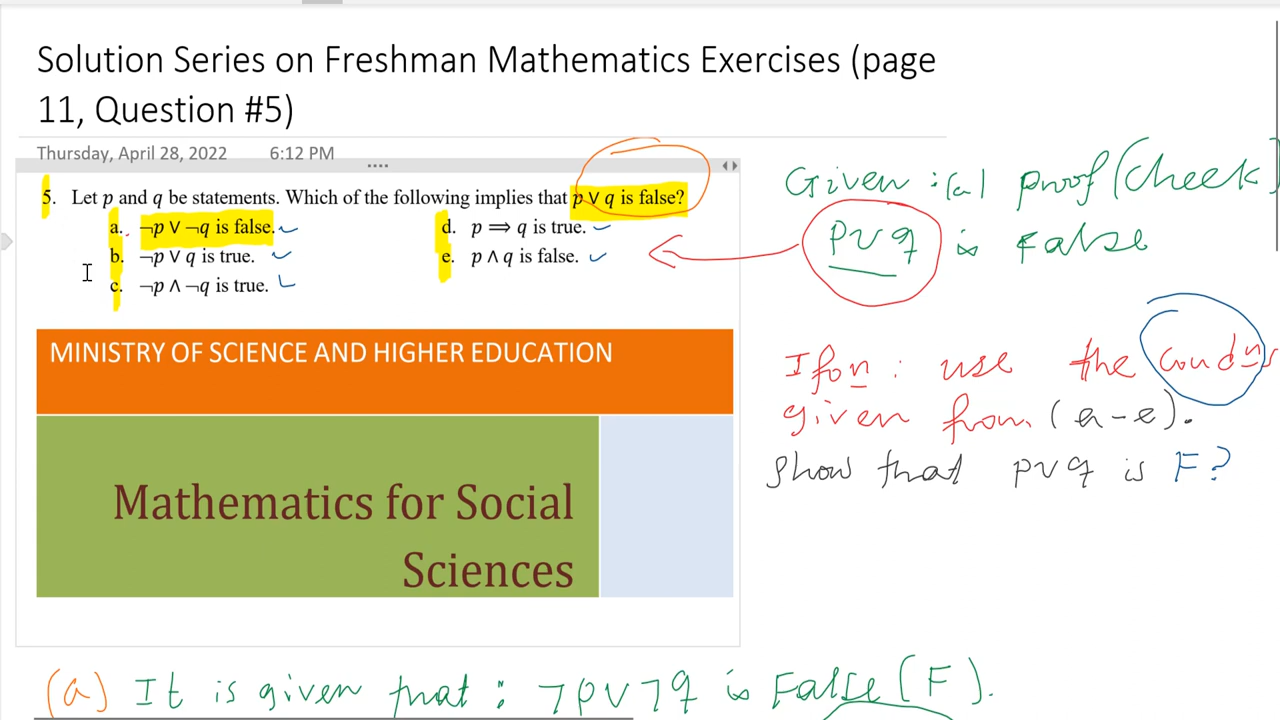 Solution Series on Freshman Mathematics Exercises (page
11, Question #5)
Thursday, April 28, 2022 6:12 PM
5. Let p and q be statements. Which of the following implies that p ∨ q is false?
a. ¬p ∨ ¬q is false.
b. ¬p ∨ q is true.
c. ¬p ∧ ¬q is true.
d. p ⟹ q is true.
e. p ∧ q is false.
MINISTRY OF SCIENCE AND HIGHER EDUCATION
Mathematics for Social
Sciences
Given : (a) proof (Cheek)
p ∨ q is False
use the
given from (a-e).
Show that p ∨ q is F?
(a) It is given that : ¬p ∨ ¬q is False (F).